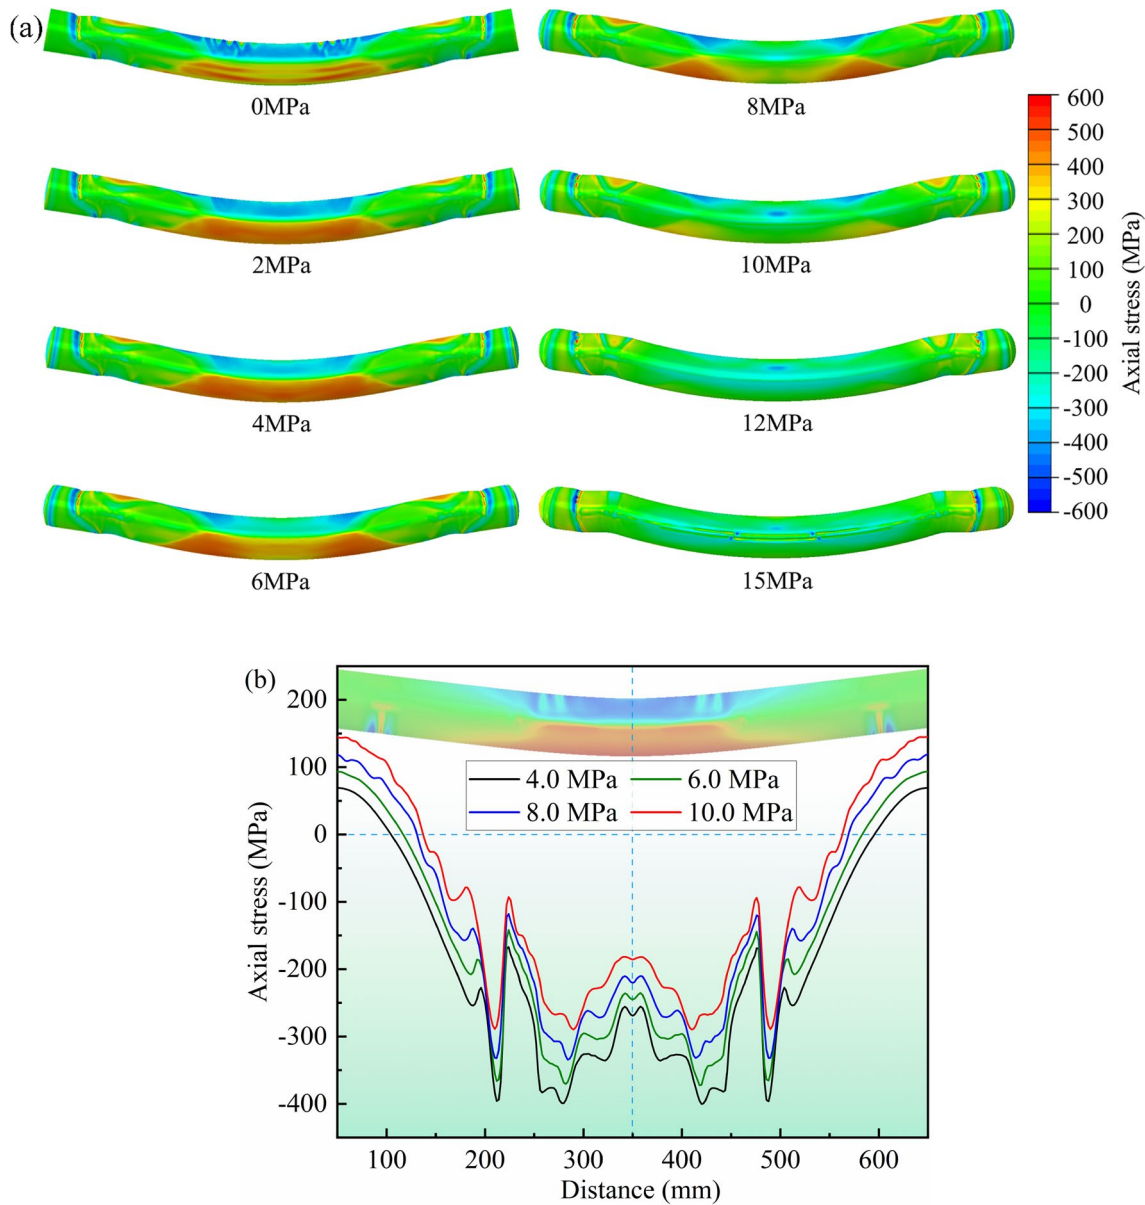 (a)
0MPa
8MPa
2MPa
10MPa
4MPa
12MPa
6MPa
15MPa
600
500
400
300
200
100
0
-100
-200
-300
-400
-500
-600
Axial stress (MPa)
(b)
200
100
0
-100
-200
-300
-400
Axial stress (MPa)
4.0 MPa 6.0 MPa
8.0 MPa 10.0 MPa
100 200 300 400 500 600
Distance (mm)